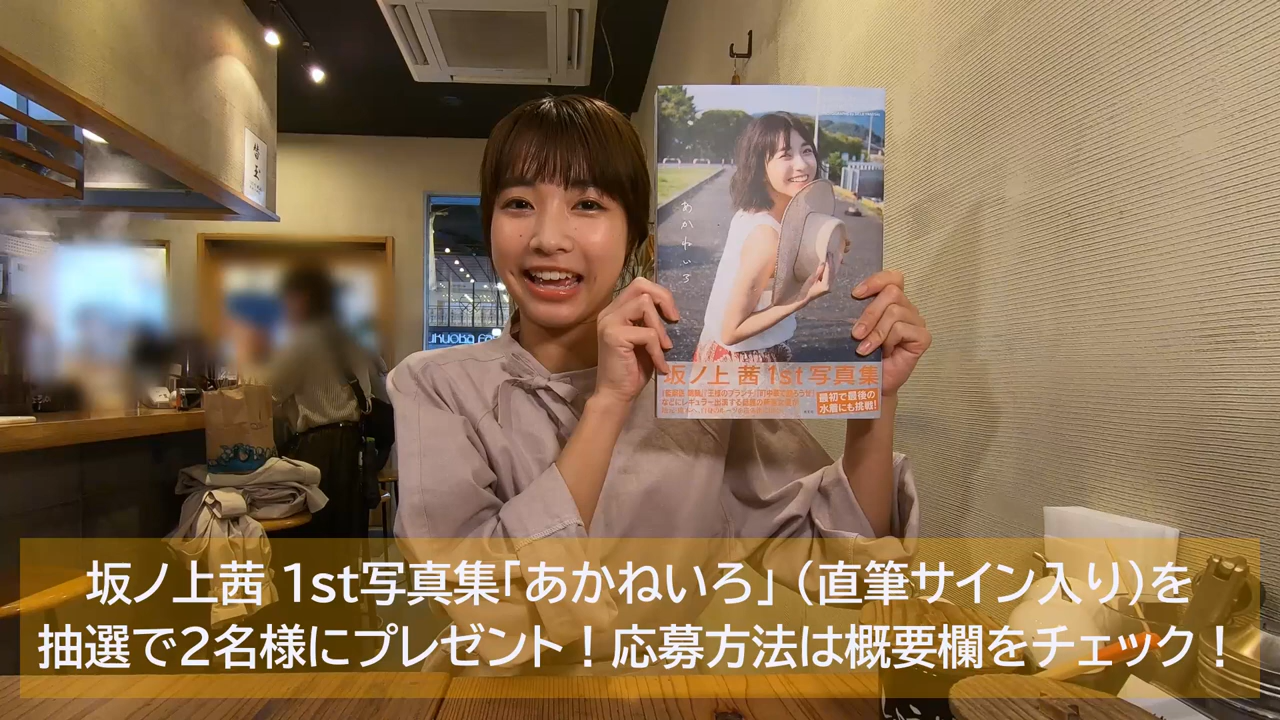 あかねいろ
坂ノ上 茜 1st 写真集
最初で最後の
水着にも挑戦!
坂ノ上茜 1st写真集「あかねいろ」（直筆サイン入り）を
抽選で2名様にプレゼント！応募方法は概要欄をチェック！